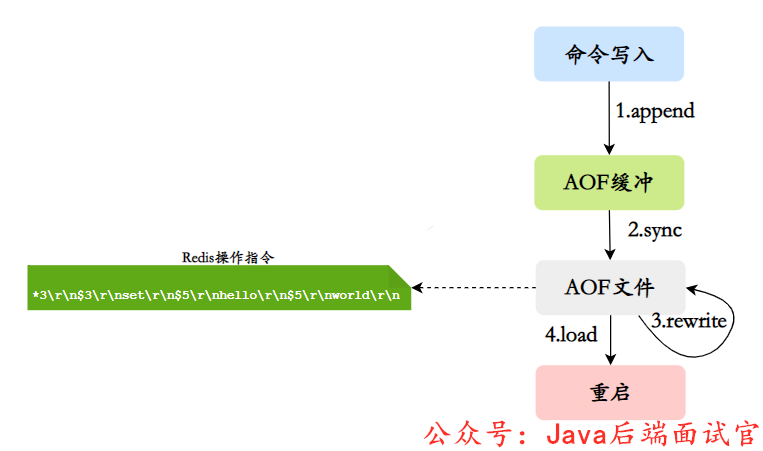 命令写入
1.append
AOF缓冲
2.sync
Redis操作指令
*3\r\n$3\r\nset\r\n$5\r\nhello\r\n$5\r\nworld\r\n
AOF文件
3.rewrite
4.load
重启
公众号：Java后端面试官